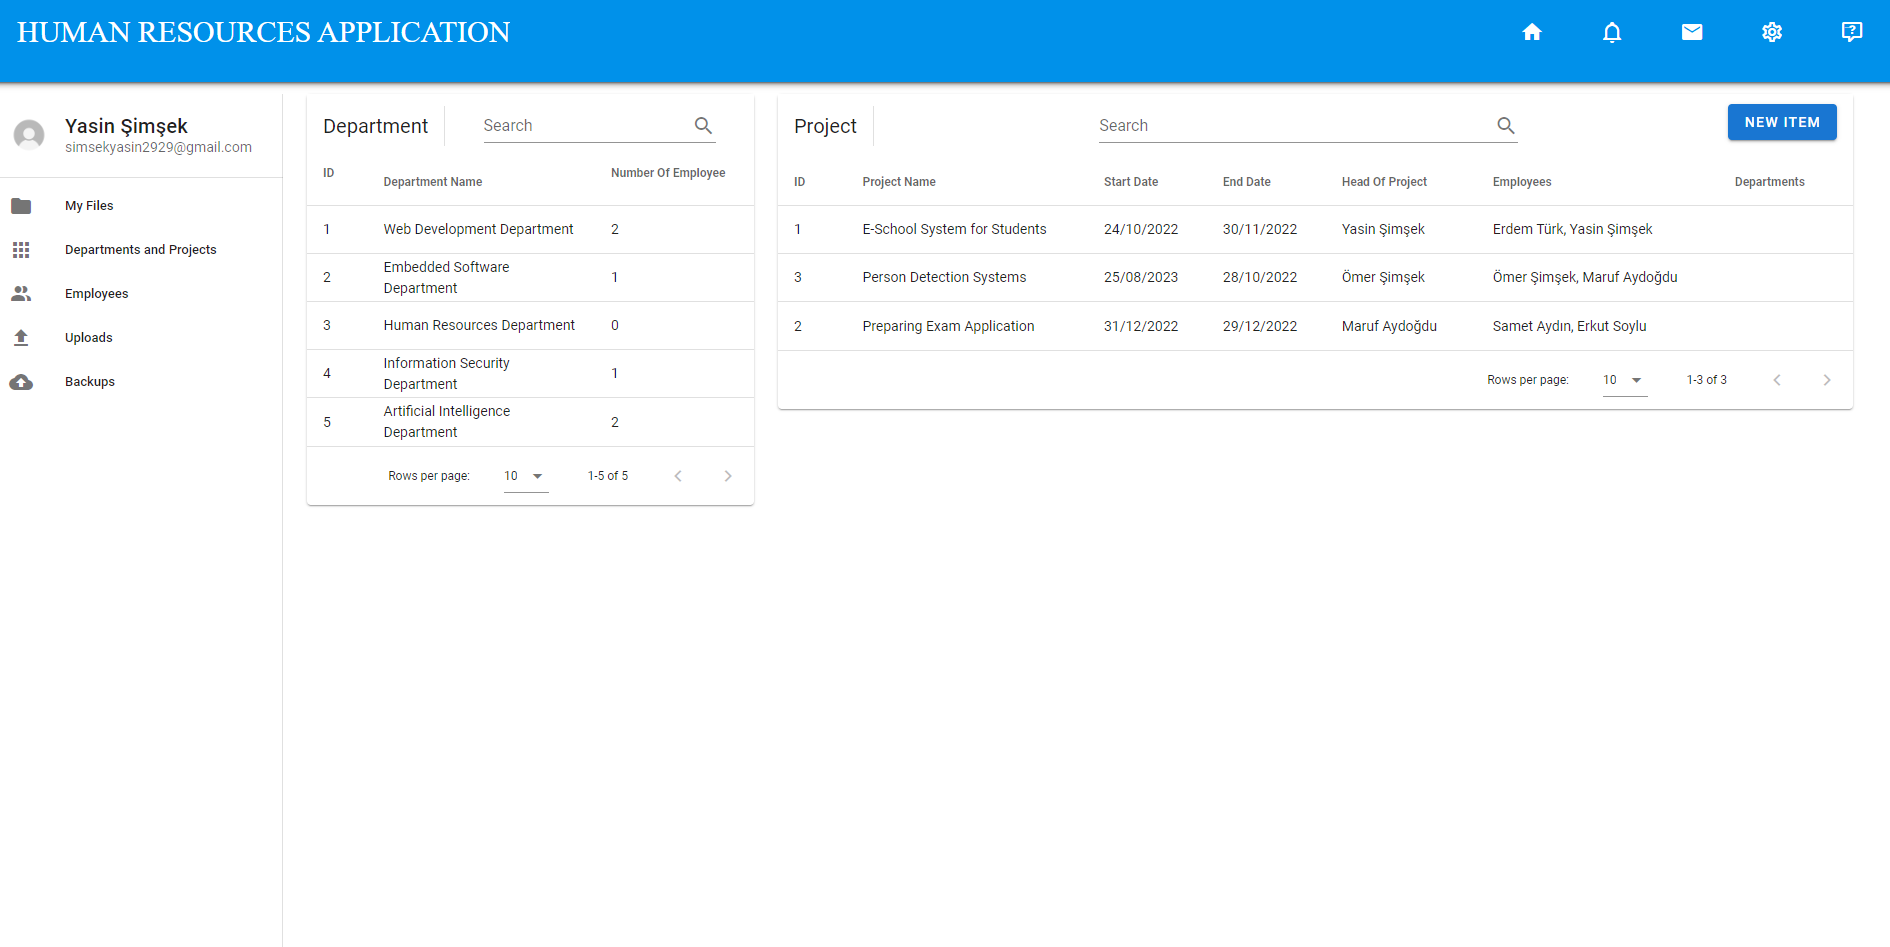 HUMAN RESOURCES APPLICATION
Yasin Şimşek
simsekyasin2929@gmail.com
My Files
Departments and Projects
Employees
Uploads
Backups
Department
Search
ID Department Name Number Of Employee
1 Web Development Department 2
2 Embedded Software Department 1
3 Human Resources Department 0
4 Information Security Department 1
5 Artificial Intelligence Department 2
Rows per page: 10 1-5 of 5
Project
Search
NEW ITEM
ID Project Name Start Date End Date Head Of Project Employees Departments
1 E-School System for Students 24/10/2022 30/11/2022 Yasin Şimşek Erdem Türk, Yasin Şimşek
3 Person Detection Systems 25/08/2023 28/10/2022 Ömer Şimşek Ömer Şimşek, Maruf Aydoğdu
2 Preparing Exam Application 31/12/2022 29/12/2022 Maruf Aydoğdu Samet Aydın, Erkut Soylu
Rows per page: 10 1-3 of 3